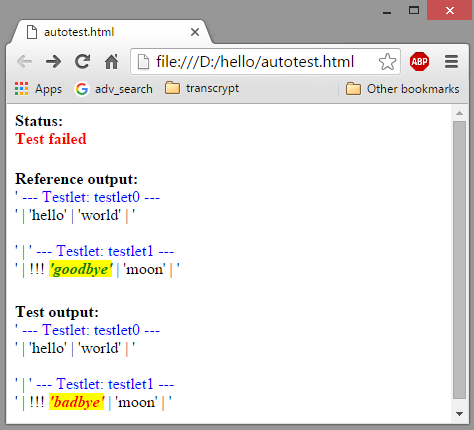 autotest.html
file:///D:/hello/autotest.html
ABP
Apps G adv_search transcrypt Other bookmarks
Status:
Test failed
Reference output:
' --- Testlet: testlet0 ---
' | 'hello' | 'world' | '
' | ' --- Testlet: testlet1 ---
' | !!! 'goodbye' | 'moon' | '
Test output:
' --- Testlet: testlet0 ---
' | 'hello' | 'world' | '
' | ' --- Testlet: testlet1 ---
' | !!! 'badbye' | 'moon' | '